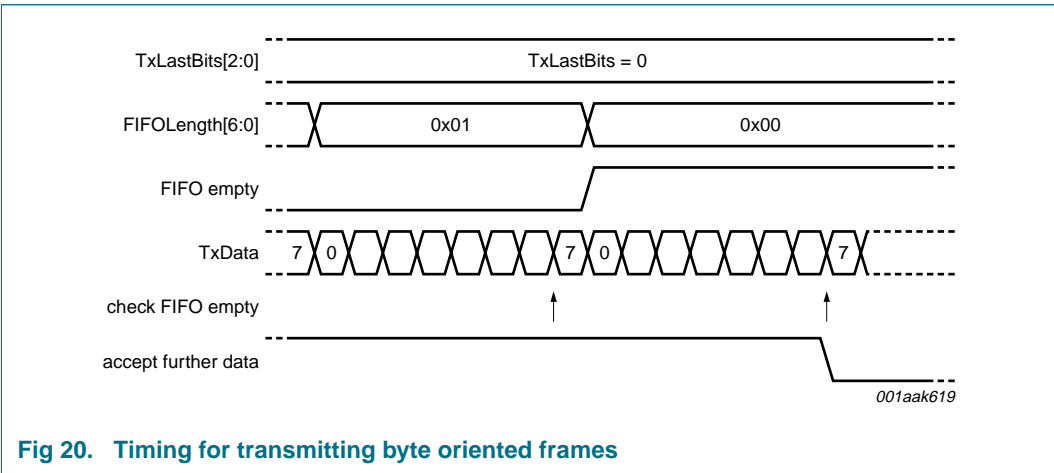 TxLastBits[2:0] TxLastBits = 0
FIFOLength[6:0] 0x01 0x00
FIFO empty
TxData 7 0 7 0 7
check FIFO empty
accept further data
001aak619
Fig 20. Timing for transmitting byte oriented frames